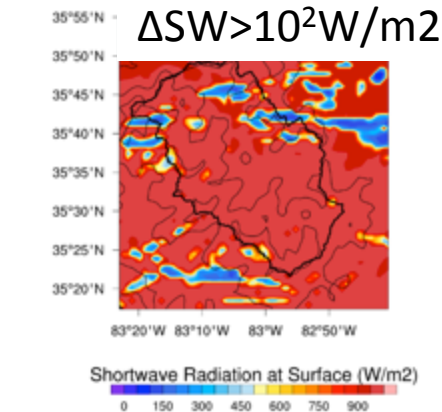 ΔSW>10²W/m2
35°55'N
35°50'N
35°45'N
35°40'N
35°35'N
35°30'N
35°25'N
35°20'N
83°20'W 83°10'W 83°W 82°50'W
Shortwave Radiation at Surface (W/m2)
0 150 300 450 600 750 900